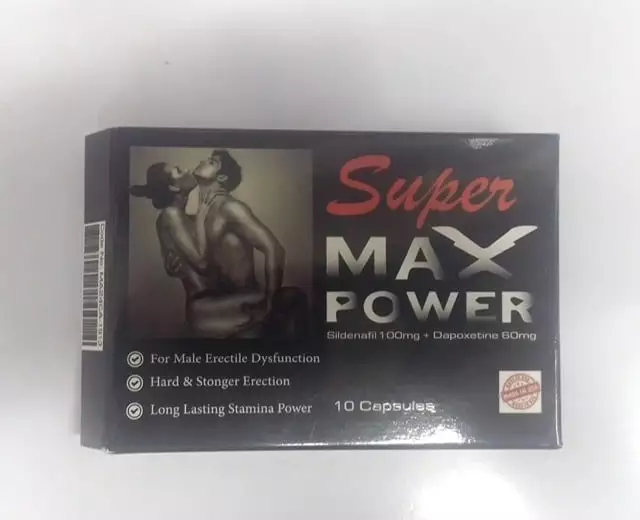 Super
MAX
POWER
Sildenafil 100mg + Dapoxetine 60mg
For Male Erectile Dysfunction
Hard & Stonger Erection
Long Lasting Stamina Power
10 Capsules